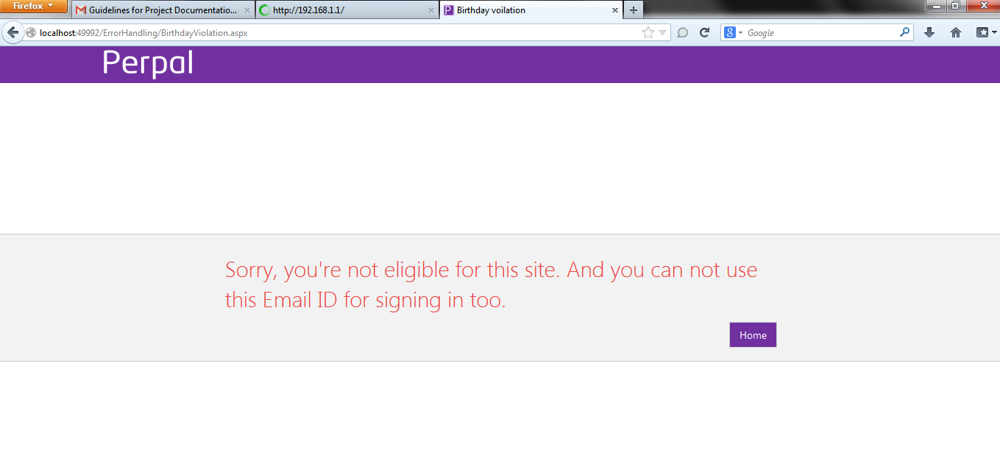 Firefox
Guidelines for Project Documentatio...
http://192.168.1.1/
Birthday voilation
localhost:49992/ErrorHandling/BirthdayViolation.aspx
8
Google
Perpal
P
Sorry, you're not eligible for this site. And you can not use
this Email ID for signing in too.
Home